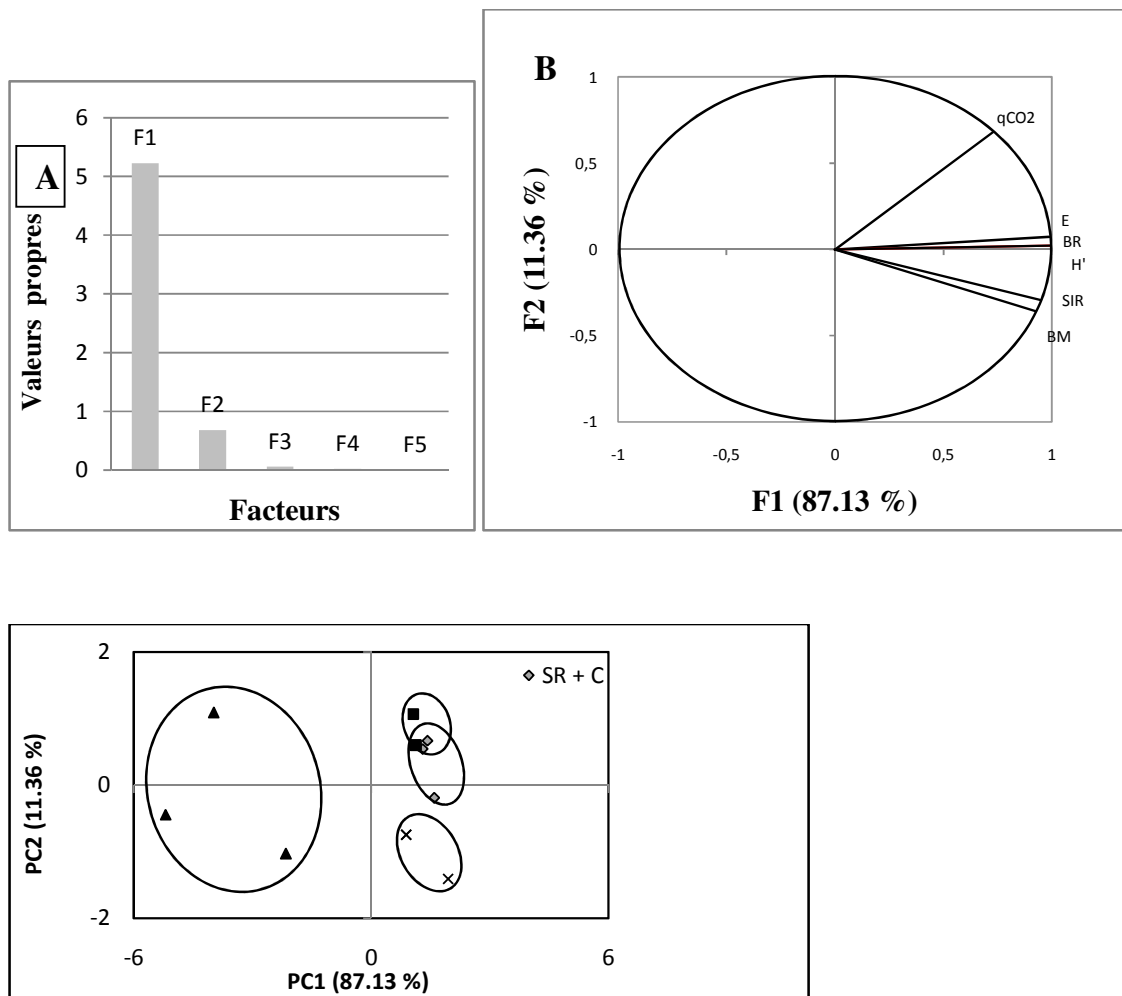 A
Valeurs propres
6
5
4
3
2
1
0
F1
F2
F3
F4
F5
Facteurs
B
F2 (11.36 %)
1
0,5
0
-0,5
-1
qCO2
E
BR
H'
SIR
BM
-1
-0,5
0
0,5
1
F1 (87.13 %)
PC2 (11.36 %)
2
0
-2
SR + C
-6
0
6
PC1 (87.13 %)